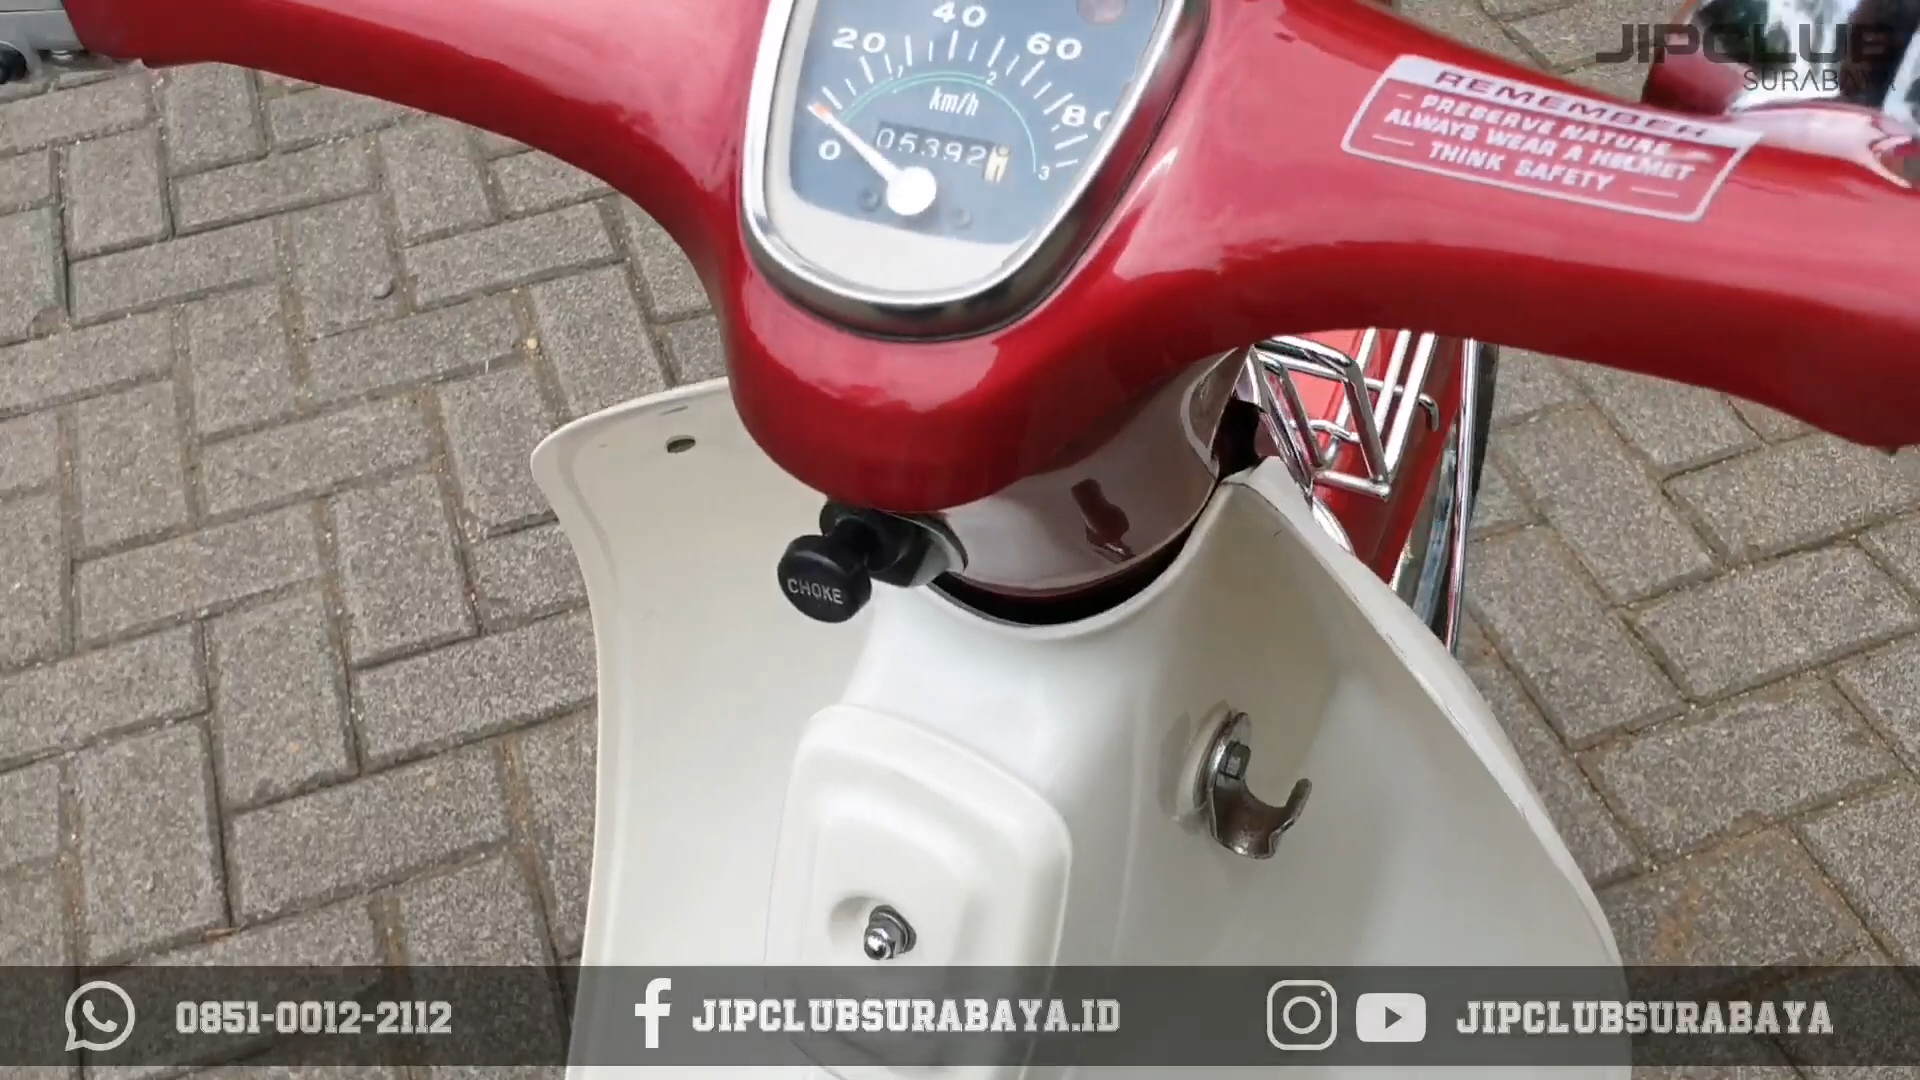 JIPCLUB
SURABAYA
40
20
60
80
2
km/h
05392
0
3
REMEMBER
PRESERVE NATURE
ALWAYS WEAR A HELMET
THINK SAFETY
CHOKE
0851-0012-2112
JIPCLUBSURABAYA.ID
JIPCLUBSURABAYA